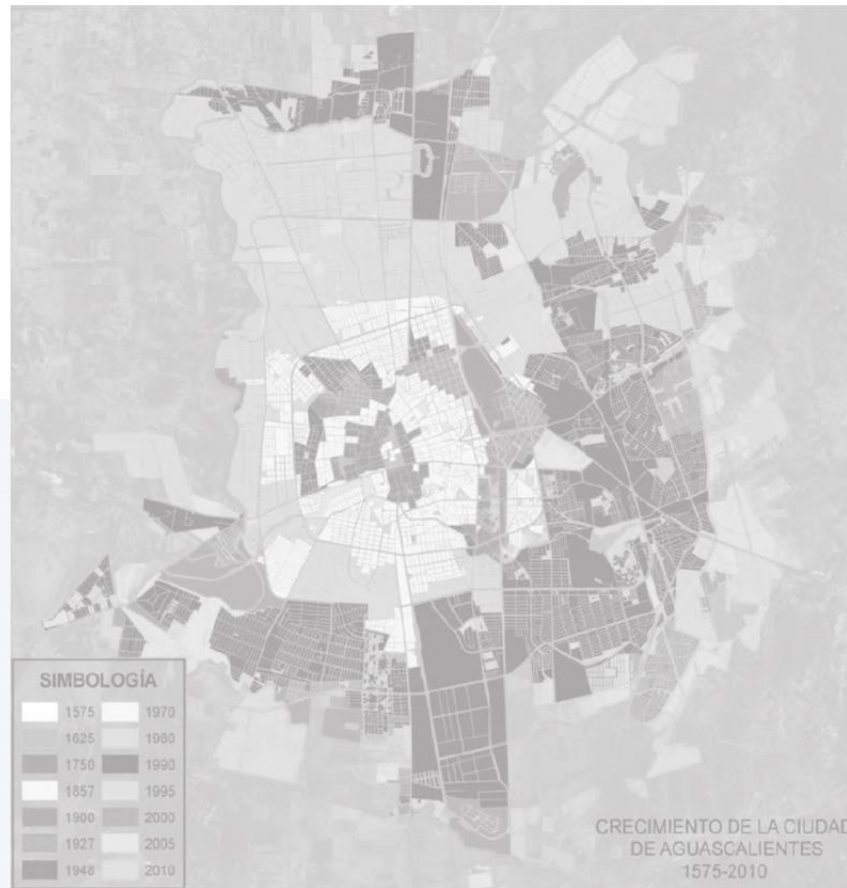 SIMBOLOGÍA
1575 1970
1625 1980
1750 1990
1857 1995
1900 2000
1927 2005
1948 2010
CRECIMIENTO DE LA CIUDAD
DE AGUASCALIENTES
1575-2010